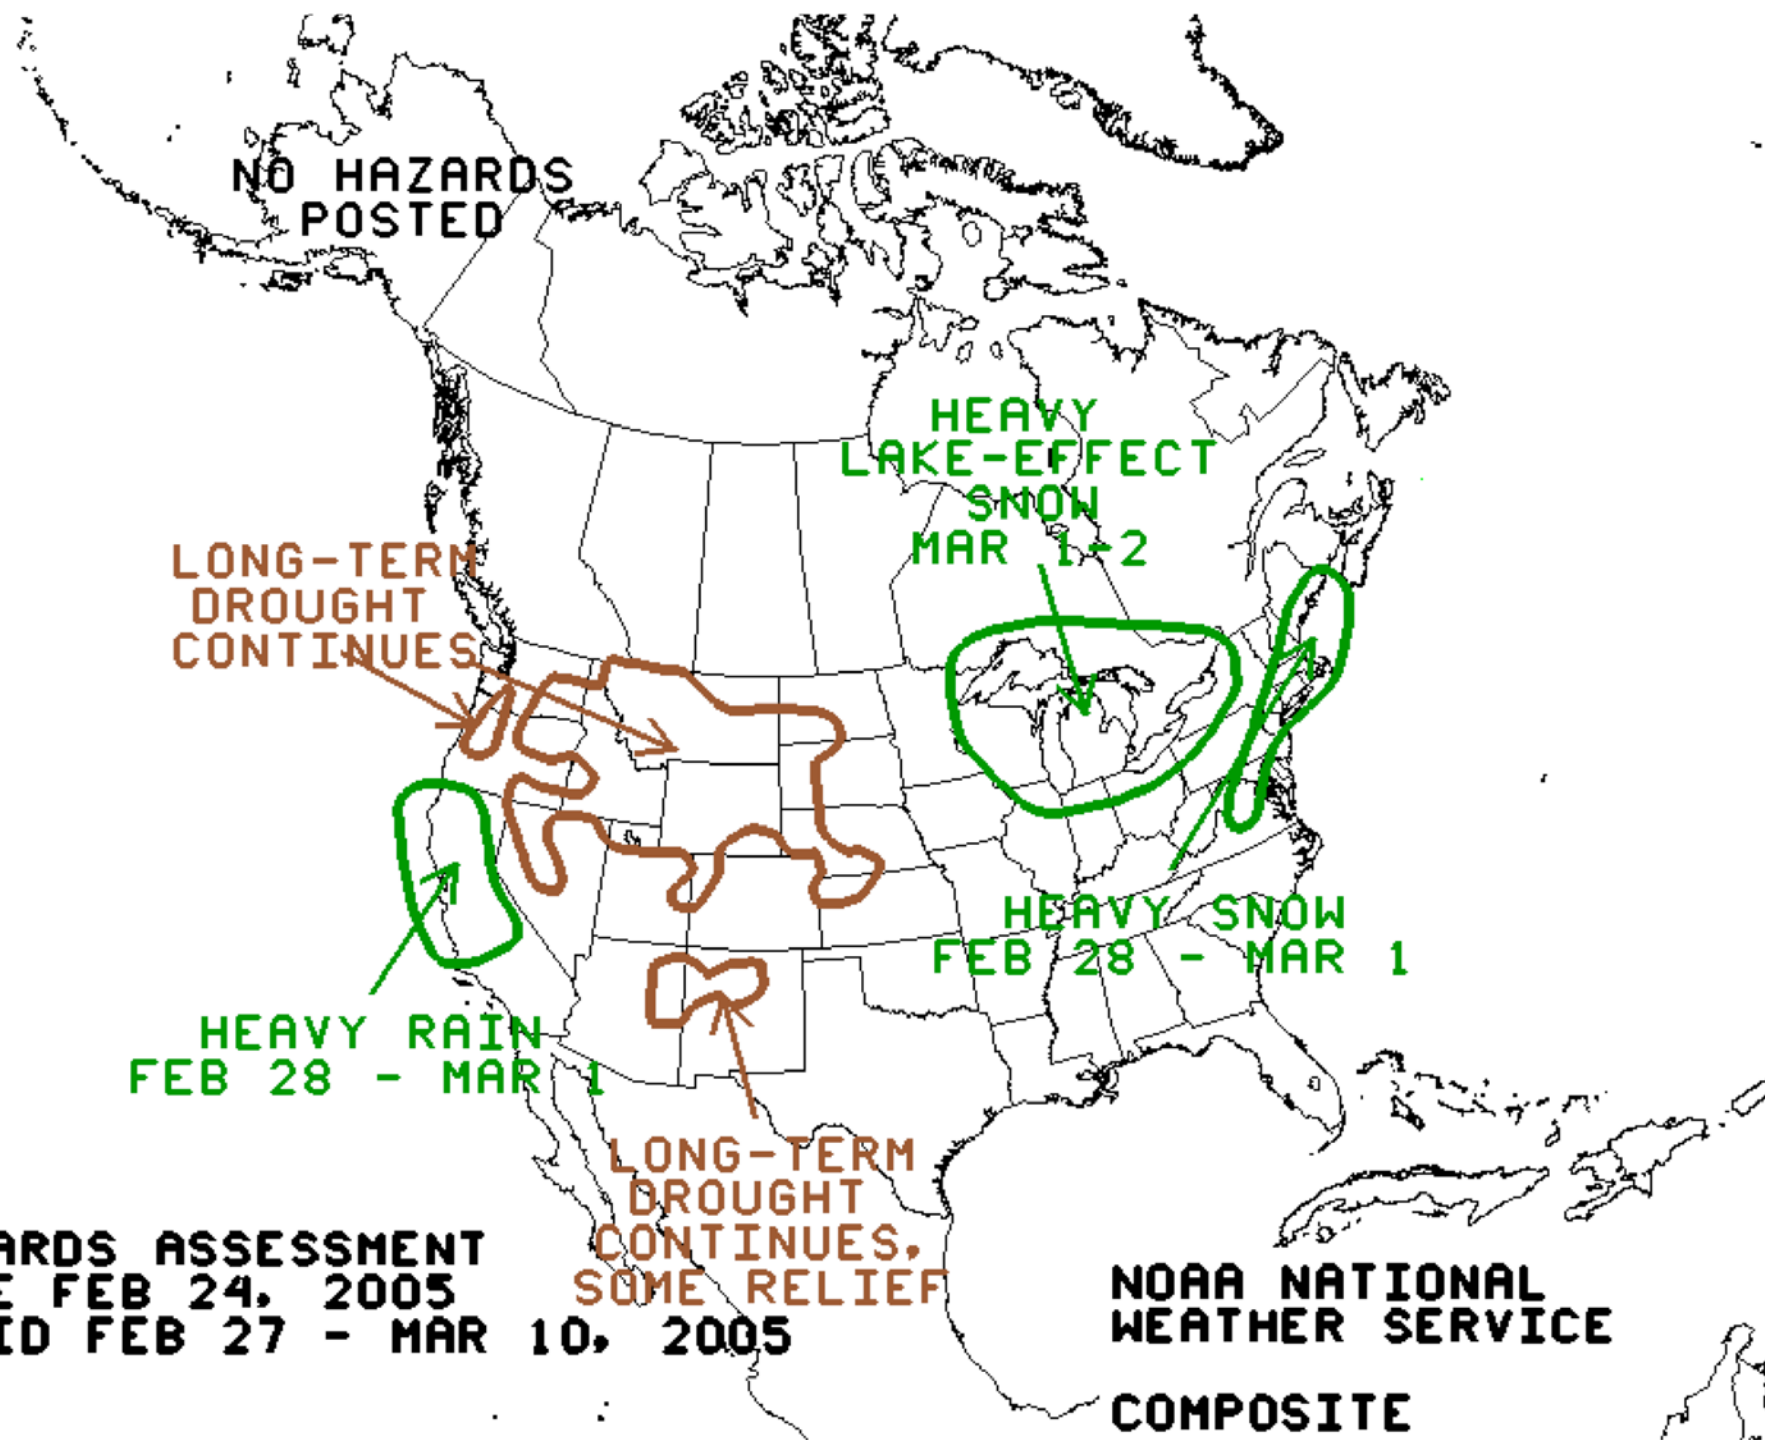 NO HAZARDS
POSTED
HEAVY
LAKE-EFFECT
SNOW
MAR 1-2
LONG-TERM
DROUGHT
CONTINUES
HEAVY SNOW
FEB 28 - MAR 1
HEAVY RAIN
FEB 28 - MAR 1
LONG-TERM
DROUGHT
CONTINUES,
SOME RELIEF
ARDS ASSESSMENT
E FEB 24, 2005
ID FEB 27 - MAR 10, 2005
NOAA NATIONAL
WEATHER SERVICE
COMPOSITE